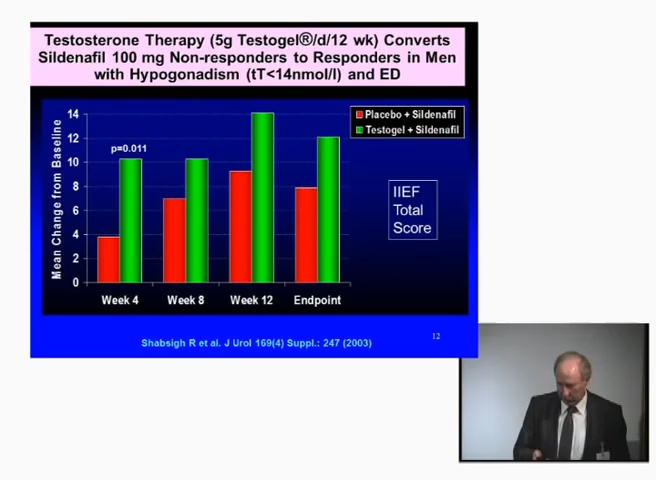 Testosterone Therapy (5g Testogel®/d/12 wk) Converts
Sildenafil 100 mg Non-responders to Responders in Men
with Hypogonadism (tT<14nmol/l) and ED
Mean Change from Baseline
14
12
10
8
6
4
2
0
p=0.011
Placebo + Sildenafil
Testogel + Sildenafil
IIEF
Total
Score
Week 4 Week 8 Week 12 Endpoint
Shabsigh R et al. J Urol 169(4) Suppl.: 247 (2003)
12